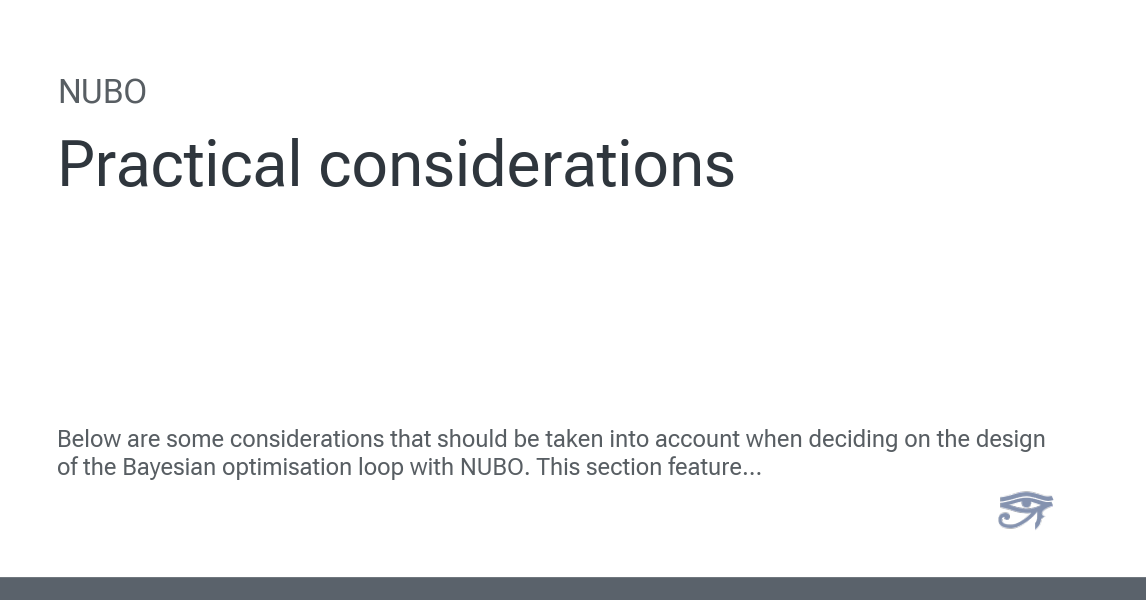 NUBO
Practical considerations
Below are some considerations that should be taken into account when deciding on the design
of the Bayesian optimisation loop with NUBO. This section feature...